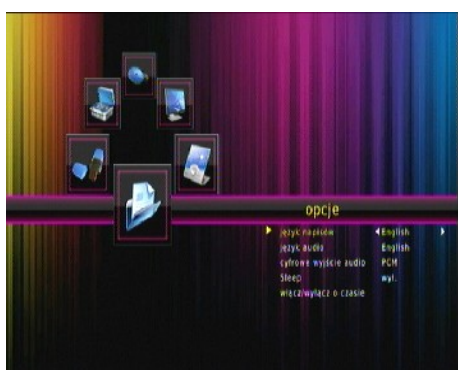 opcje
język napisów English
język audio English
cyfrowe wyjście audio PCM
Sleep wył.
włącz/wyłącz o czasie